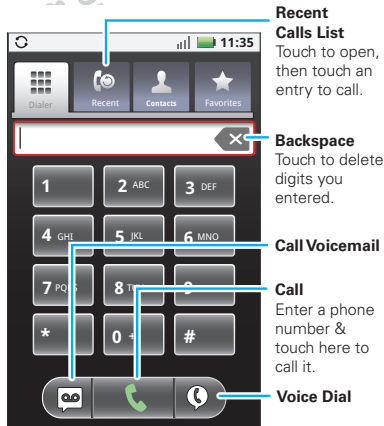 11:35
Dialer
Recent
Contacts
Favorites
1
2 ABC
3 DEF
4 GHI
5 JKL
6 MNO
7
8
*
0 +
#
Recent
Calls List
Touch to open,
then touch an
entry to call.
Backspace
Touch to delete
digits you
entered.
Call Voicemail
Call
Enter a phone
number &
touch here to
call it.
Voice Dial